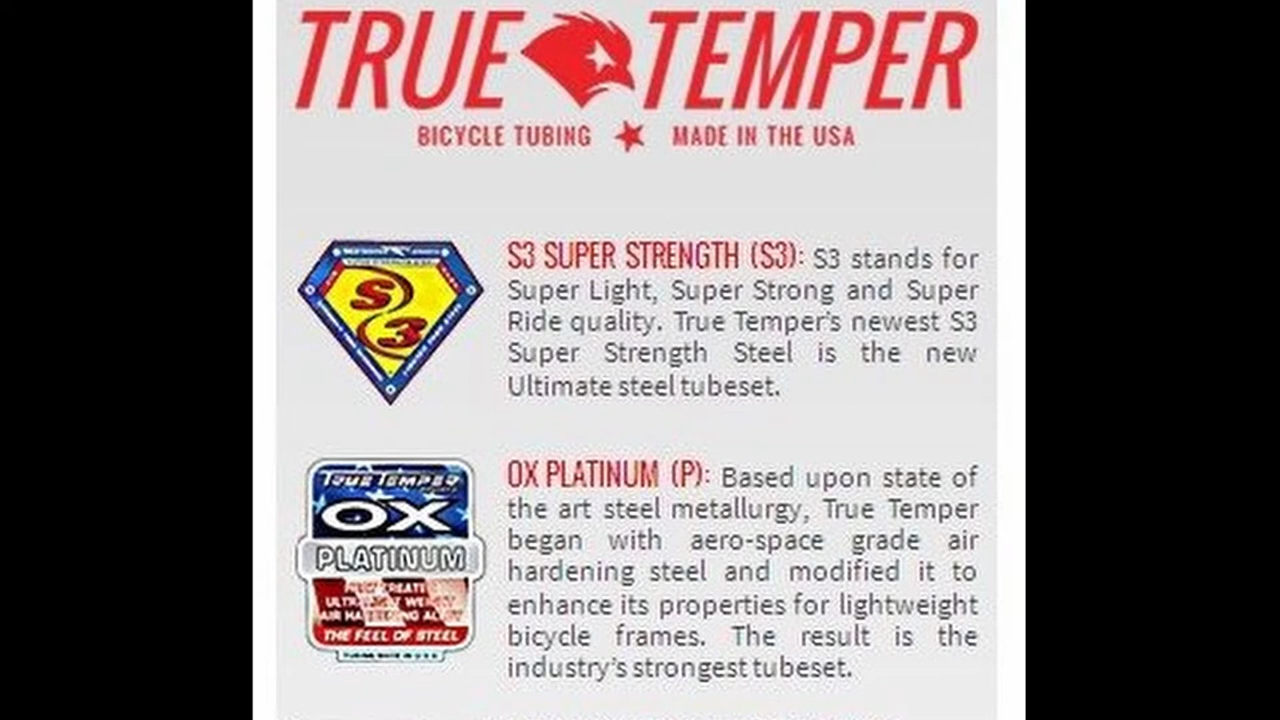 TRUE TEMPER
BICYCLE TUBING ★ MADE IN THE USA
S3
S3 SUPER STRENGTH (S3): S3 stands for
Super Light, Super Strong and Super
Ride quality. True Temper's newest S3
Super Strength Steel is the new
Ultimate steel tubeset.
TRUE TEMPER
OX
PLATINUM
THE FEEL OF STEEL
OX PLATINUM (P): Based upon state of
the art steel metallurgy, True Temper
began with aero-space grade air
hardening steel and modified it to
enhance its properties for lightweight
bicycle frames. The result is the
industry's strongest tubeset.